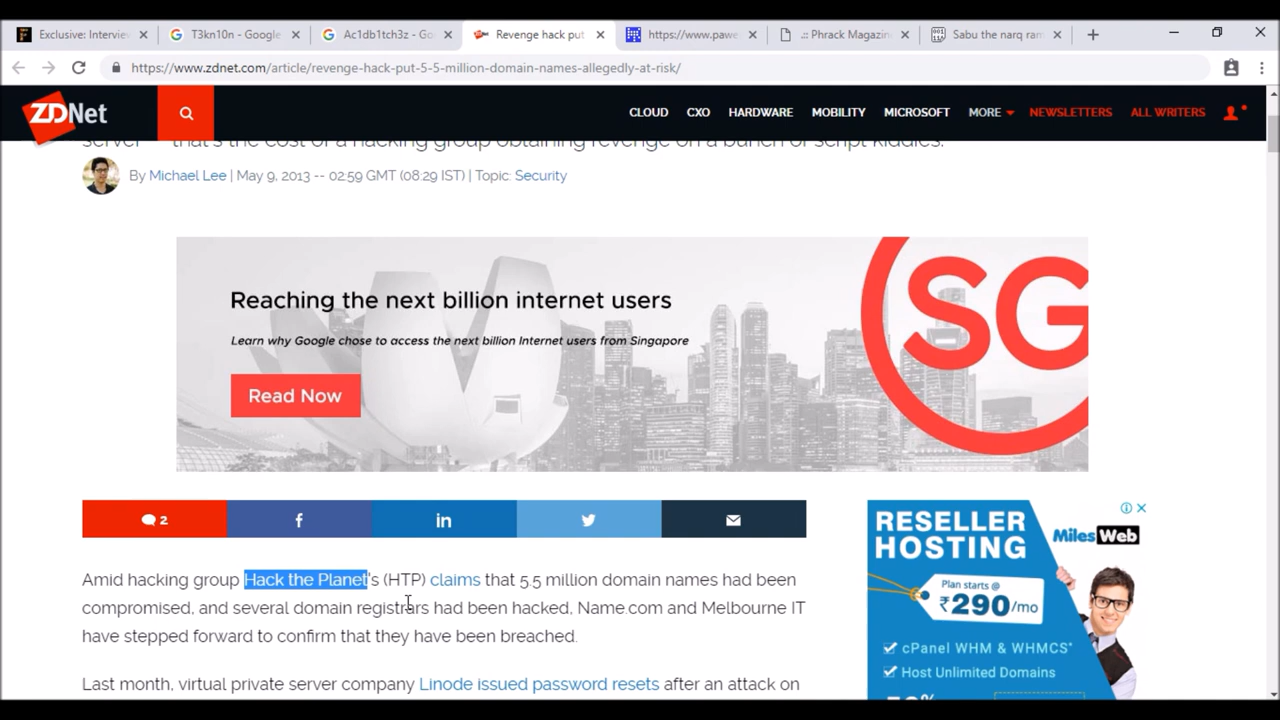 Exclusive: Interview
T3kn10n - Google
Ac1db1tch3z - Go
Revenge hack put
https://www.pawe
.:: Phrack Magazin
Sabu the narq ram
https://www.zdnet.com/article/revenge-hack-put-5-5-million-domain-names-allegedly-at-risk/
ZDNet
CLOUD CXO HARDWARE MOBILITY MICROSOFT MORE NEWSLETTERS ALL WRITERS
server — that's the cost of a hacking group obtaining revenge on a bunch of script kiddies.
By Michael Lee | May 9, 2013 -- 02:59 GMT (08:29 IST) | Topic: Security
Reaching the next billion internet users
Learn why Google chose to access the next billion Internet users from Singapore
Read Now
SG
2
Amid hacking group Hack the Planet's (HTP) claims that 5.5 million domain names had been
compromised, and several domain registrars had been hacked, Name.com and Melbourne IT
have stepped forward to confirm that they have been breached.
Last month, virtual private server company Linode issued password resets after an attack on
RESELLER
HOSTING
MilesWeb
Plan starts @
₹290/mo
cPanel WHM & WHMCS*
Host Unlimited Domains